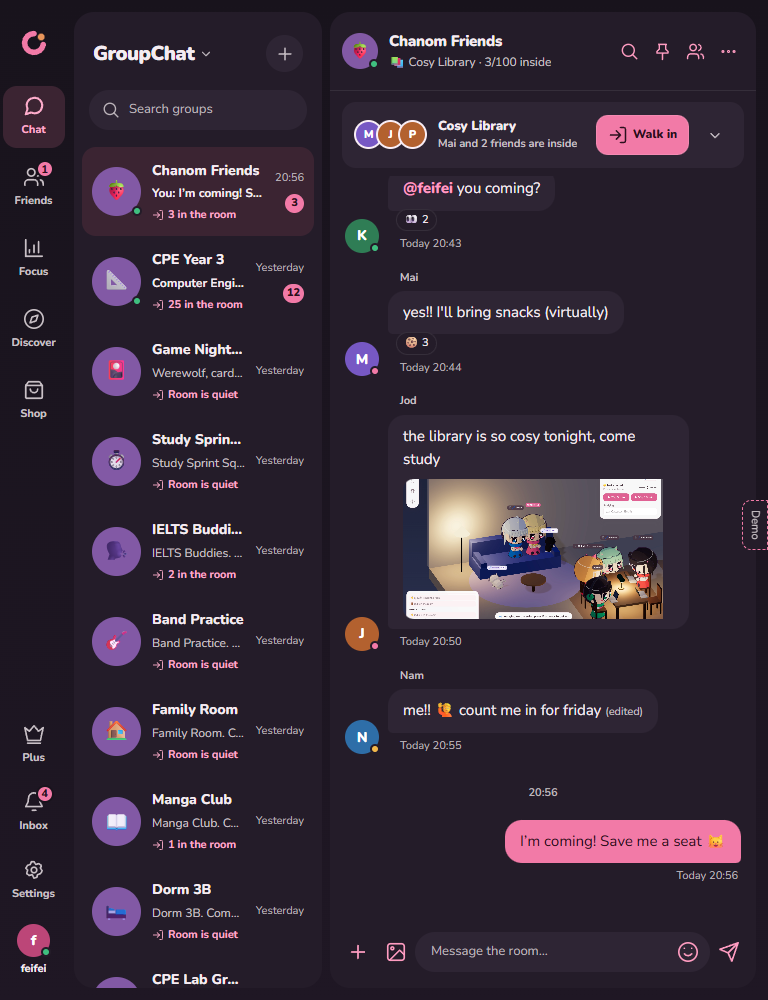 Chat
1
Friends
Focus
Discover
Shop
Plus
4
Inbox
Settings
f
feifei
GroupChat
Search groups
Chanom Friends
20:56
You: I'm coming! S...
3
3 in the room
CPE Year 3
Yesterday
Computer Engi...
12
25 in the room
Game Night...
Werewolf, card...
Yesterday
Room is quiet
Study Sprin...
Study Sprint Sq...
Yesterday
Room is quiet
IELTS Buddi...
IELTS Buddies. ...
Yesterday
2 in the room
Band Practice
Band Practice. ...
Yesterday
Room is quiet
Family Room
Family Room. C...
Yesterday
Room is quiet
Manga Club
Manga Club. C...
Yesterday
1 in the room
Dorm 3B
Dorm 3B. Com...
Yesterday
Room is quiet
CPE Lab Gr...
Chanom Friends
Cosy Library · 3/100 inside
M J P
Cosy Library
Mai and 2 friends are inside
Walk in
@feifei you coming?
2
K
Today 20:43
Mai
yes!! I'll bring snacks (virtually)
3
M
Today 20:44
Jod
the library is so cosy tonight, come
study
J
Today 20:50
Nam
me!! count me in for friday (edited)
N
Today 20:55
20:56
I'm coming! Save me a seat
Today 20:56
Message the room...
Demo